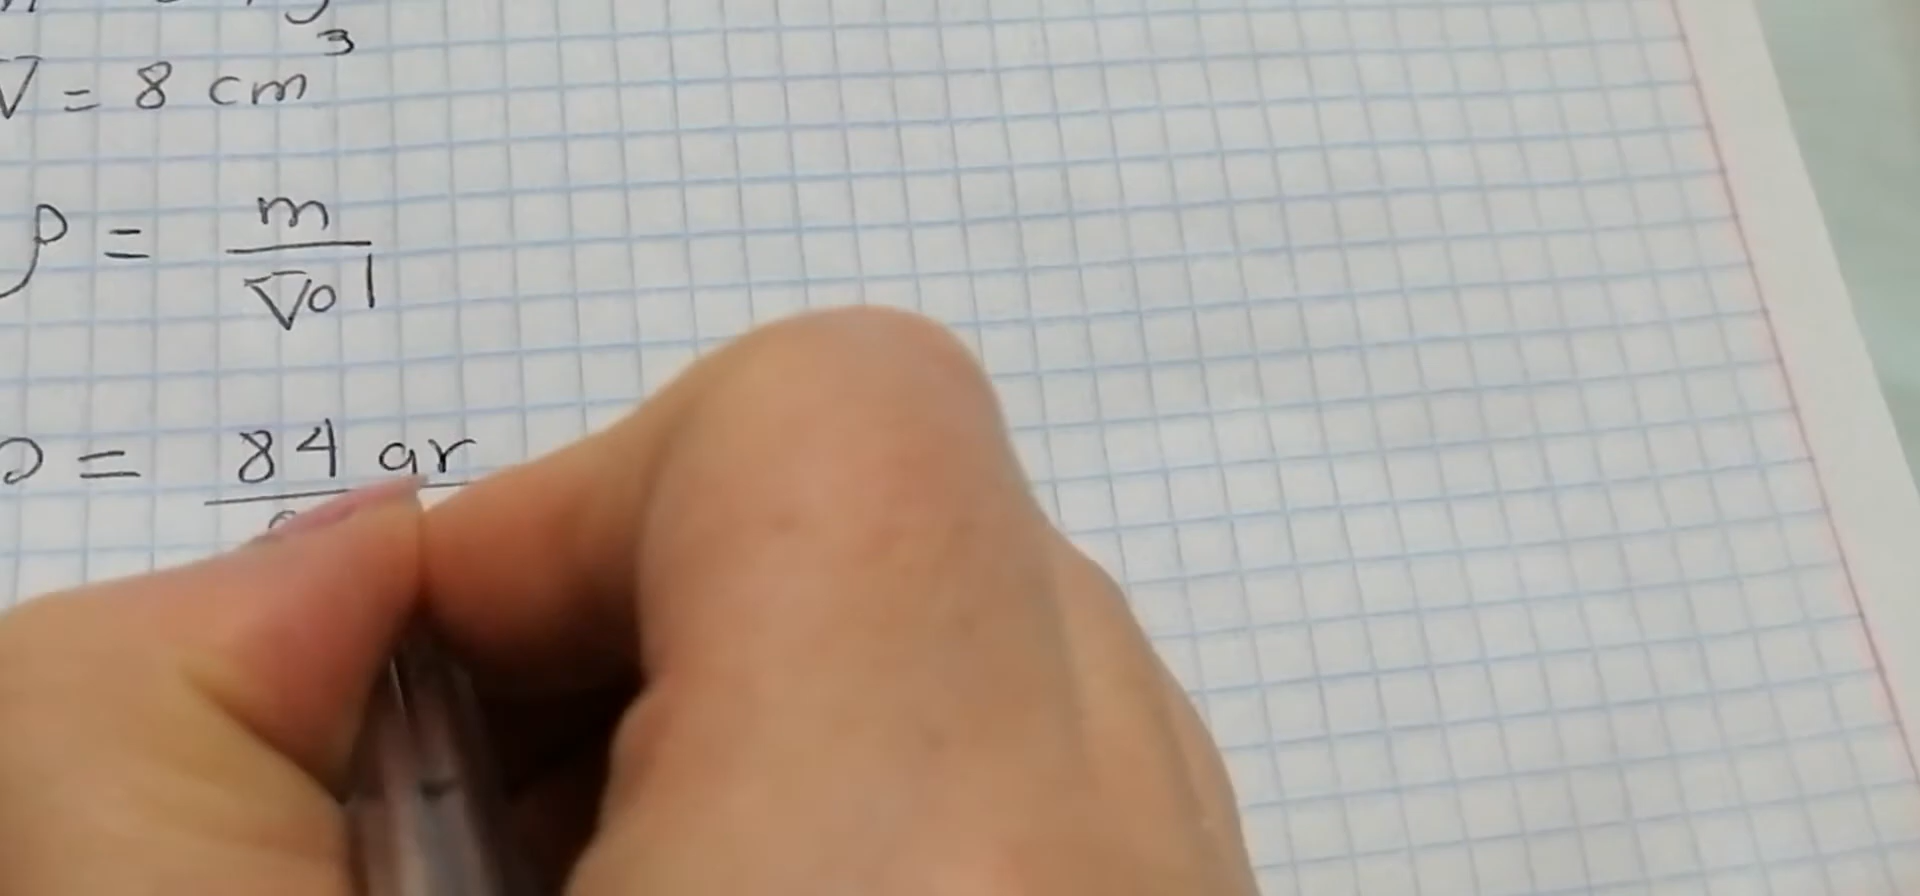 V = 8 cm³
ρ = m / Vol
ρ = 84 gr